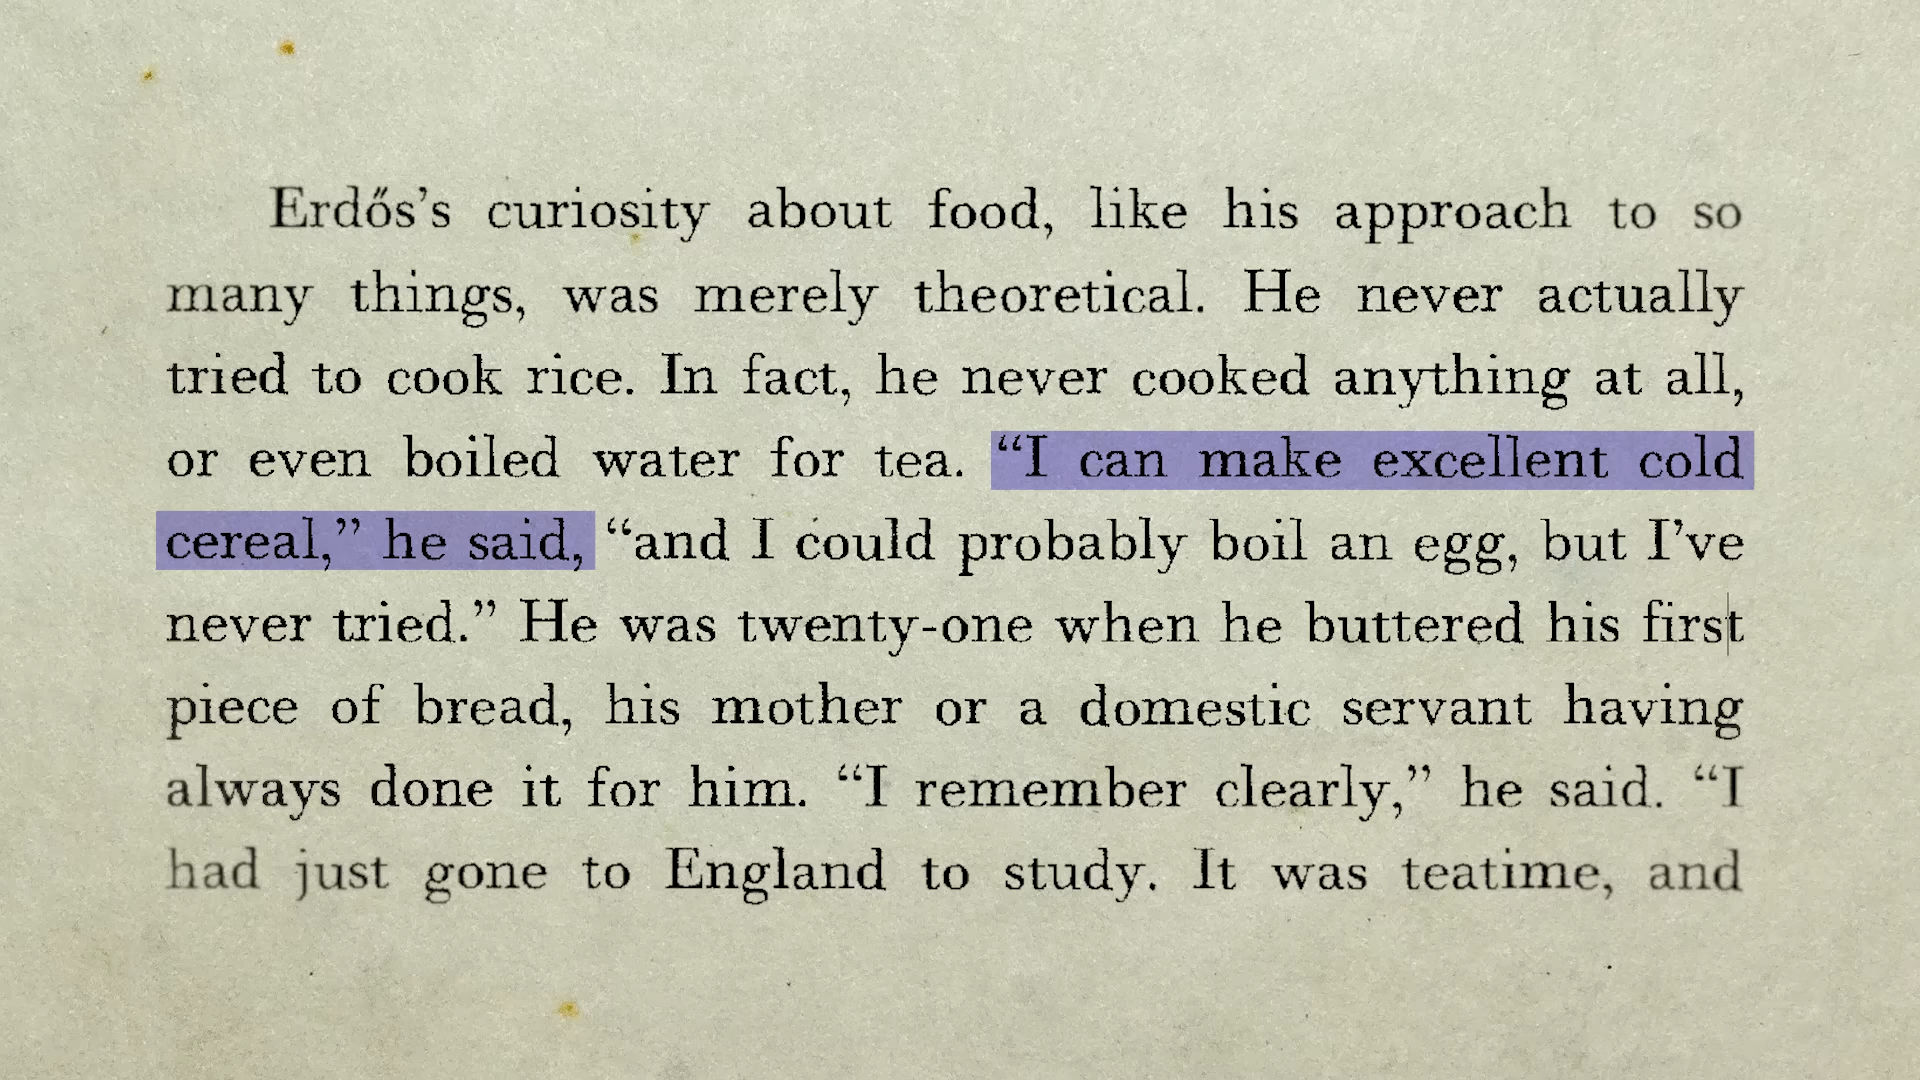 Erdős’s curiosity about food, like his approach to so
many things, was merely theoretical. He never actually
tried to cook rice. In fact, he never cooked anything at all,
or even boiled water for tea. “I can make excellent cold
cereal,” he said, “and I could probably boil an egg, but I’ve
never tried.” He was twenty-one when he buttered his first
piece of bread, his mother or a domestic servant having
always done it for him. “I remember clearly,” he said. “I
had just gone to England to study. It was teatime, and